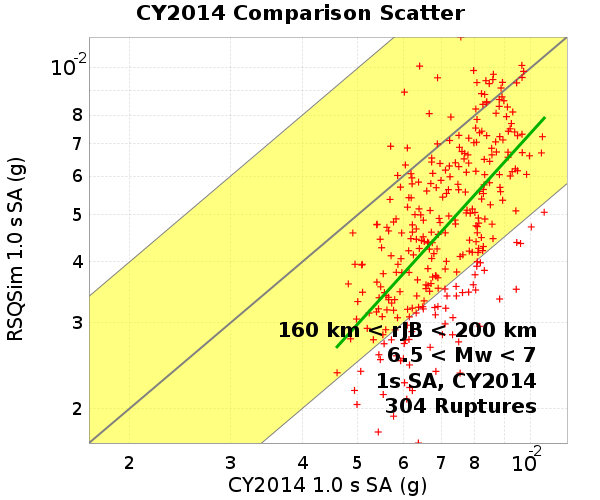 CY2014 Comparison Scatter
RSQSim 1.0 s SA (g)
10-2
8
7
6
5
4
3
2
160 km < rJB < 200 km
6.5 < Mw < 7
1s SA, CY2014
304 Ruptures
2 3 4 5 6 7 8 10-2
CY2014 1.0 s SA (g)